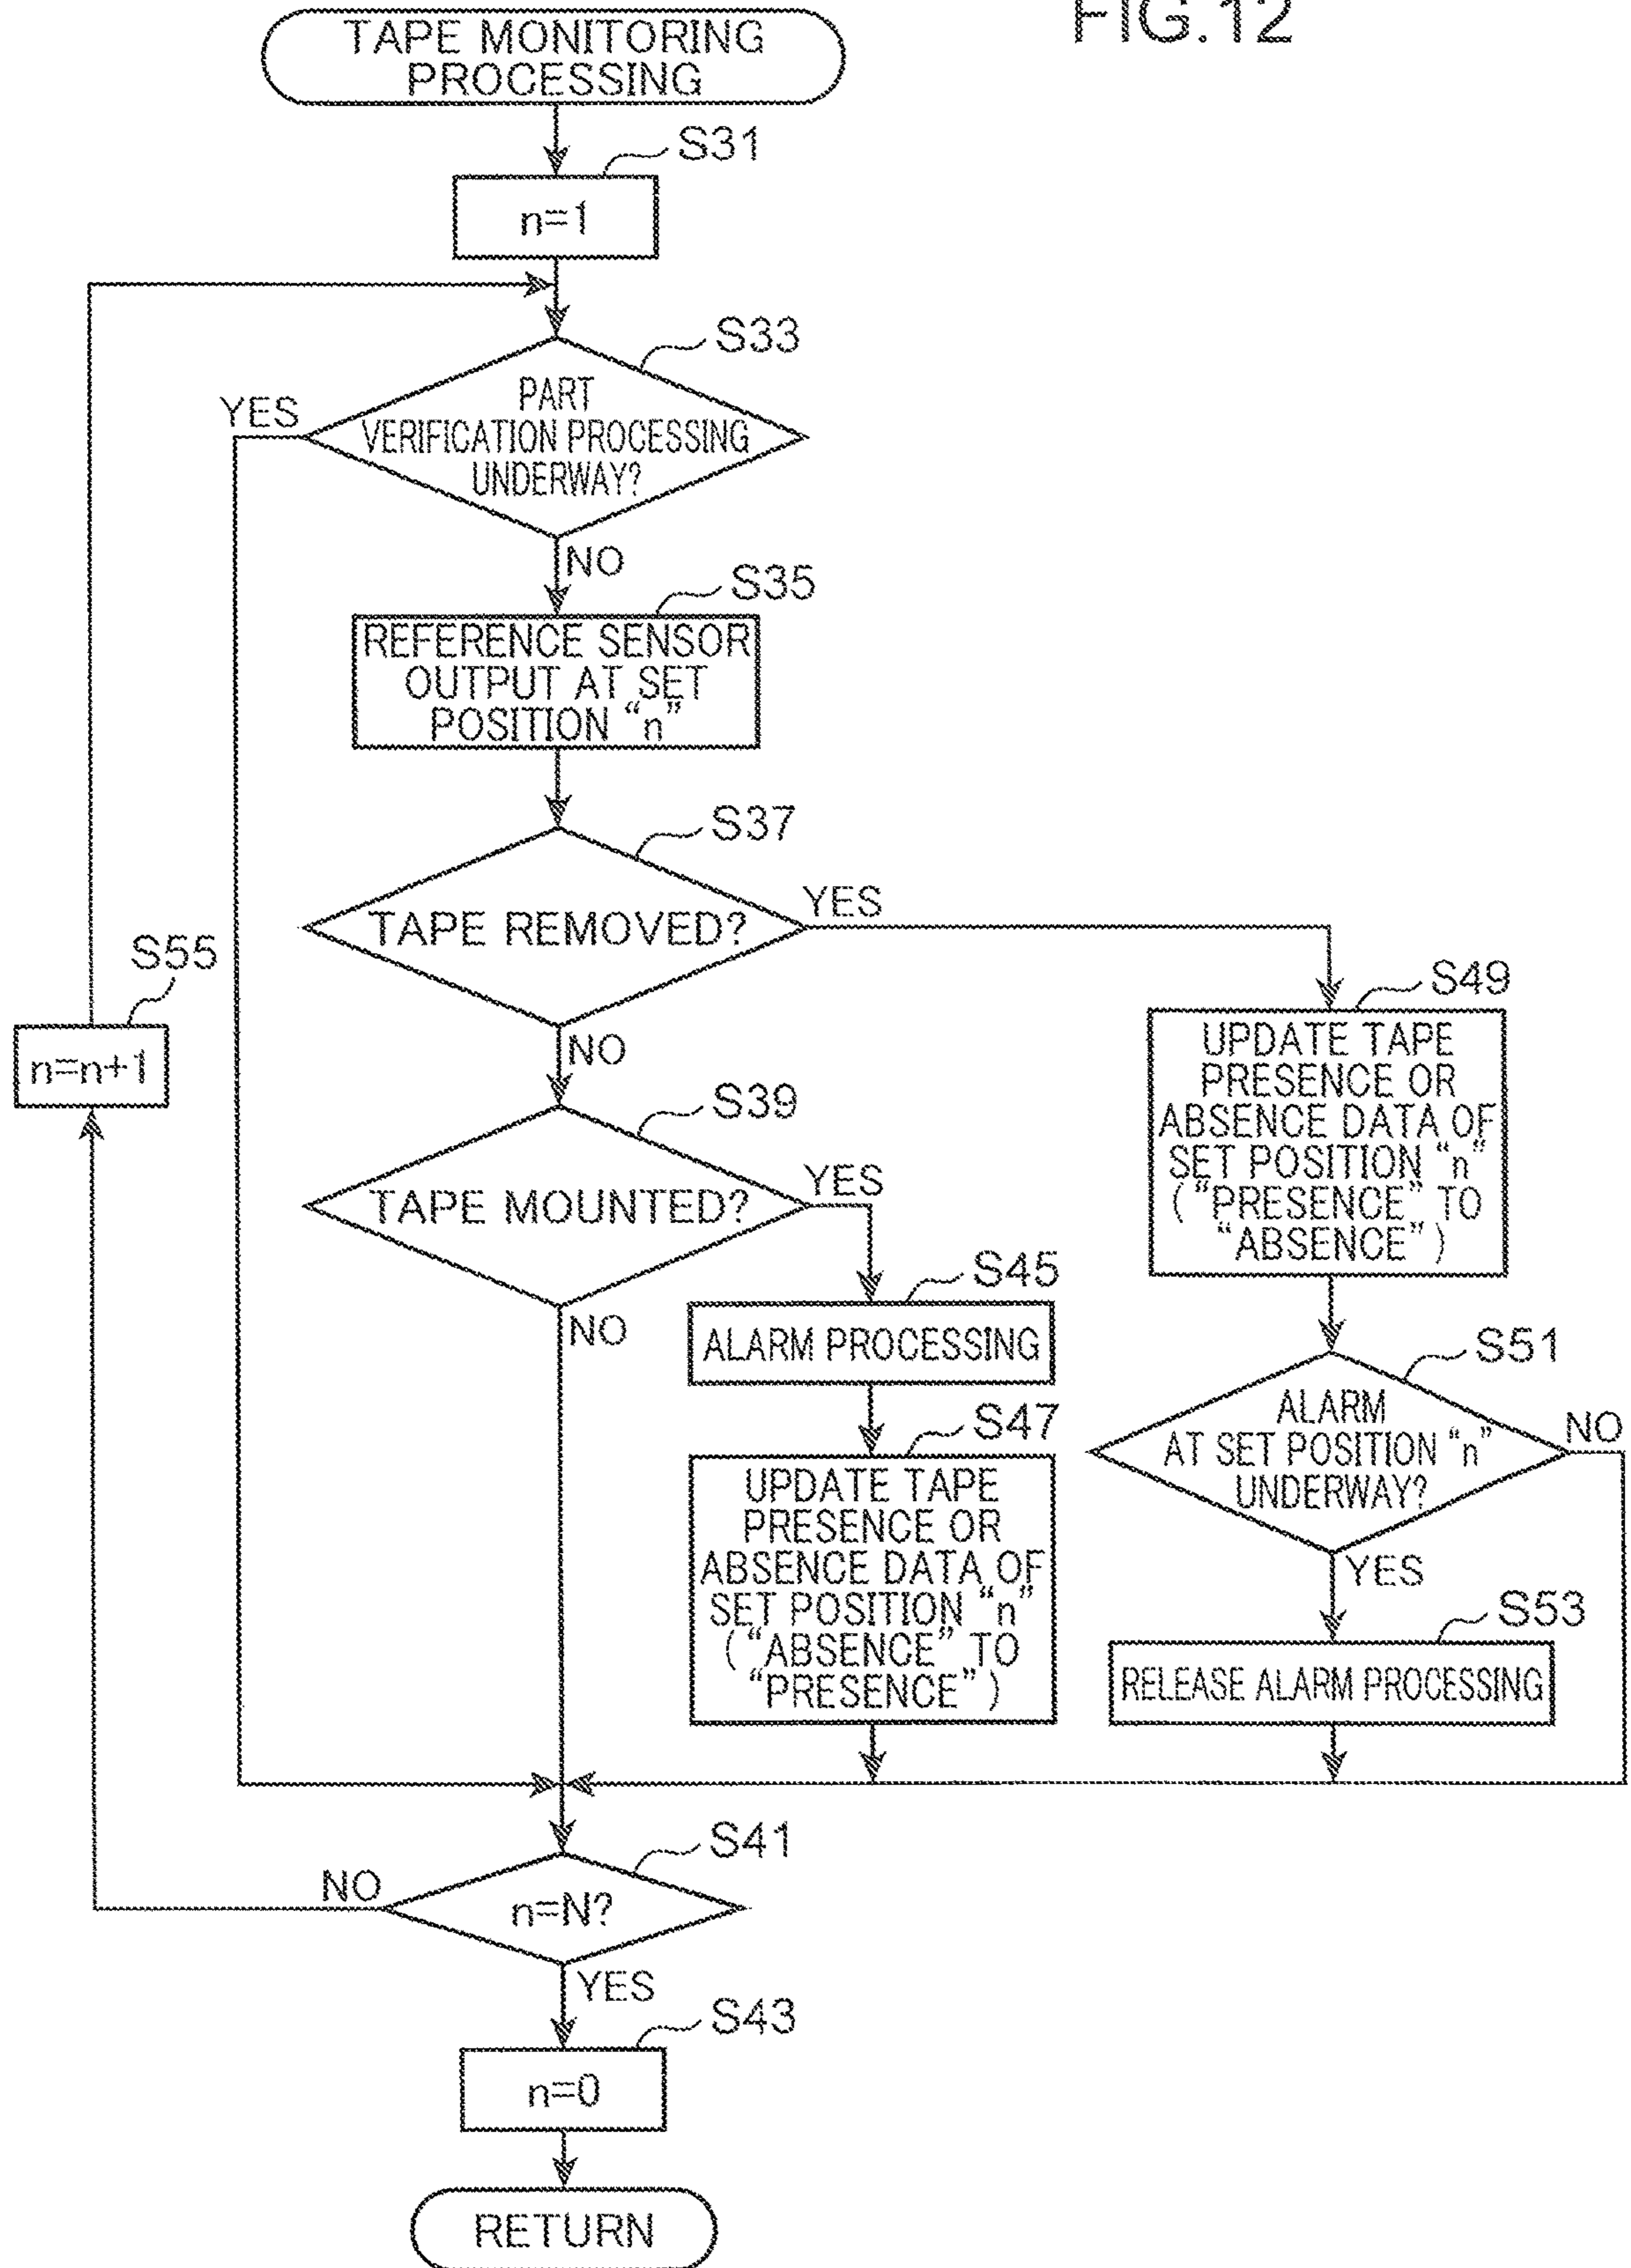 FIG.12
TAPE MONITORING
PROCESSING
S31
n=1
S33
PART
VERIFICATION PROCESSING
UNDERWAY?
YES
NO
S35
REFERENCE SENSOR
OUTPUT AT SET
POSITION “n”
S37
TAPE REMOVED?
YES
NO
S55
n=n+1
S39
TAPE MOUNTED?
YES
NO
S45
ALARM PROCESSING
S47
UPDATE TAPE
PRESENCE OR
ABSENCE DATA OF
SET POSITION “n”
(“ABSENCE” TO
“PRESENCE”)
S49
UPDATE TAPE
PRESENCE OR
ABSENCE DATA OF
SET POSITION “n”
(“PRESENCE” TO
“ABSENCE”)
S51
ALARM
AT SET POSITION “n”
UNDERWAY?
NO
YES
S53
RELEASE ALARM PROCESSING
S41
n=N?
NO
YES
S43
n=0
RETURN